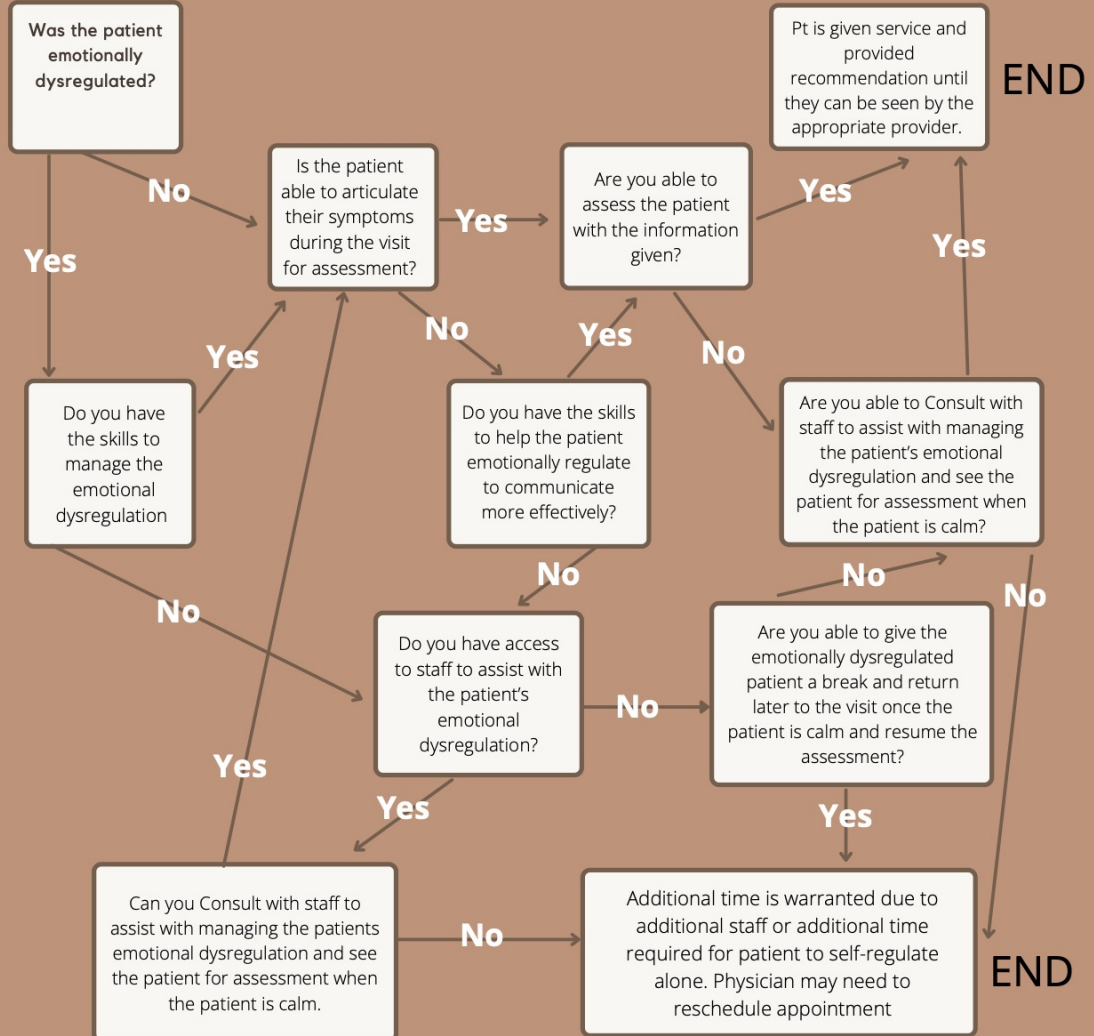 Was the patient
emotionally
dysregulated?
Pt is given service and
provided
recommendation until
they can be seen by the
appropriate provider.
END
No
Yes
Is the patient
able to articulate
their symptoms
during the visit
for assessment?
Yes
Are you able to
assess the patient
with the information
given?
Yes
Yes
Yes
No
Yes
No
Do you have
the skills to
manage the
emotional
dysregulation
Do you have the skills
to help the patient
emotionally regulate
to communicate
more effectively?
Are you able to Consult with
staff to assist with managing
the patient's emotional
dysregulation and see the
patient for assessment when
the patient is calm?
No
No
No
No
Do you have access
to staff to assist with
the patient's
emotional
dysregulation?
No
Are you able to give the
emotionally dysregulated
patient a break and return
later to the visit once the
patient is calm and resume the
assessment?
Yes
Yes
Yes
Can you Consult with staff to
assist with managing the patients
emotional dysregulation and see
the patient for assessment when
the patient is calm.
No
Additional time is warranted due to
additional staff or additional time
required for patient to self-regulate
alone. Physician may need to
reschedule appointment
END